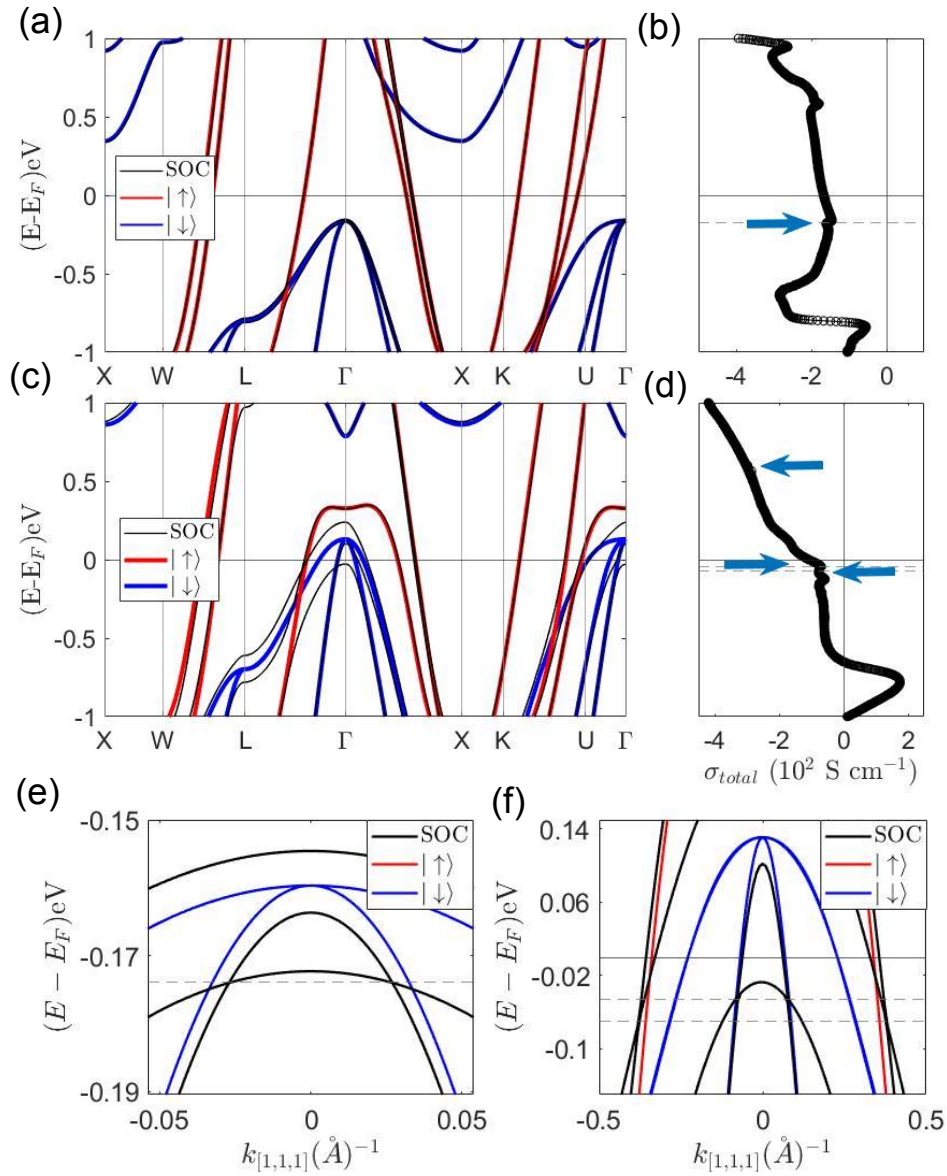 (a)
(b)
1
0.5
0
-0.5
-1
(E-E_F)eV
SOC
|↑⟩
|↓⟩
X W L Γ X K U Γ
-4 -2 0
(c)
(d)
1
0.5
0
-0.5
-1
(E-E_F)eV
SOC
|↑⟩
|↓⟩
X W L Γ X K U Γ
-4 -2 0 2
σ_total (10² S cm⁻¹)
(e)
(f)
-0.15
-0.17
-0.19
(E − E_F)eV
SOC
|↑⟩
|↓⟩
-0.05 0 0.05
k_[1,1,1](Å)⁻¹
0.14
0.06
-0.02
-0.1
(E − E_F)eV
SOC
|↑⟩
|↓⟩
-0.5 0 0.5
k_[1,1,1](Å)⁻¹